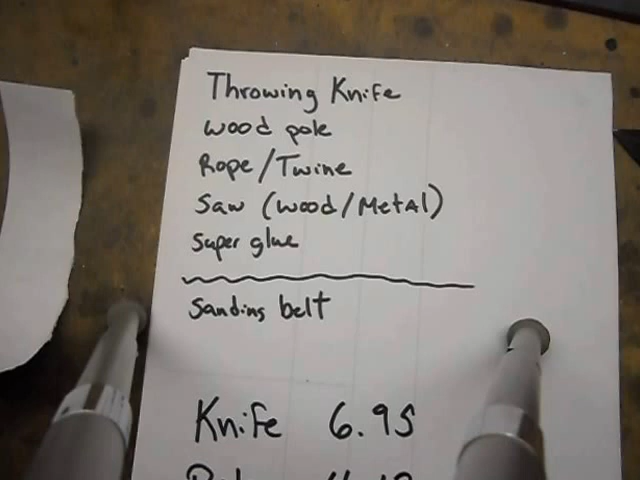 Throwing Knife
wood pole
Rope/Twine
Saw (wood/Metal)
super glue
Sanding belt
Knife 6.95